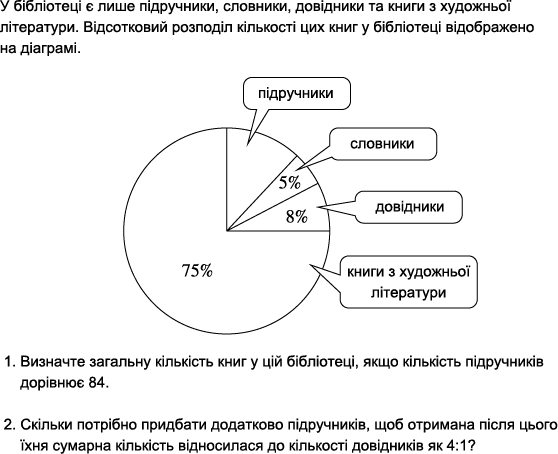 У бібліотеці є лише підручники, словники, довідники та книги з художньої
літератури. Відсотковий розподіл кількості цих книг у бібліотеці відображено
на діаграмі.
підручники
словники
5%
довідники
8%
75%
книги з художньої
літератури
1. Визначте загальну кількість книг у цій бібліотеці, якщо кількість підручників
дорівнює 84.
2. Скільки потрібно придбати додатково підручників, щоб отримана після цього
їхня сумарна кількість відносилася до кількості довідників як 4:1?